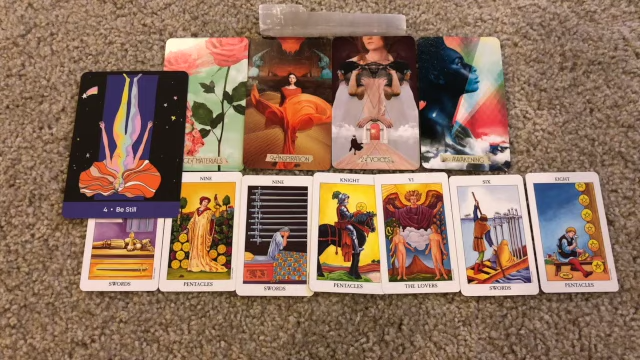 MATERIALS
INSPIRATION
VOICES
AWAKENING
4 • Be Still
SWORDS
NINE
PENTACLES
NINE
SWORDS
KNIGHT
PENTACLES
VI
THE LOVERS
SIX
SWORDS
EIGHT
PENTACLES